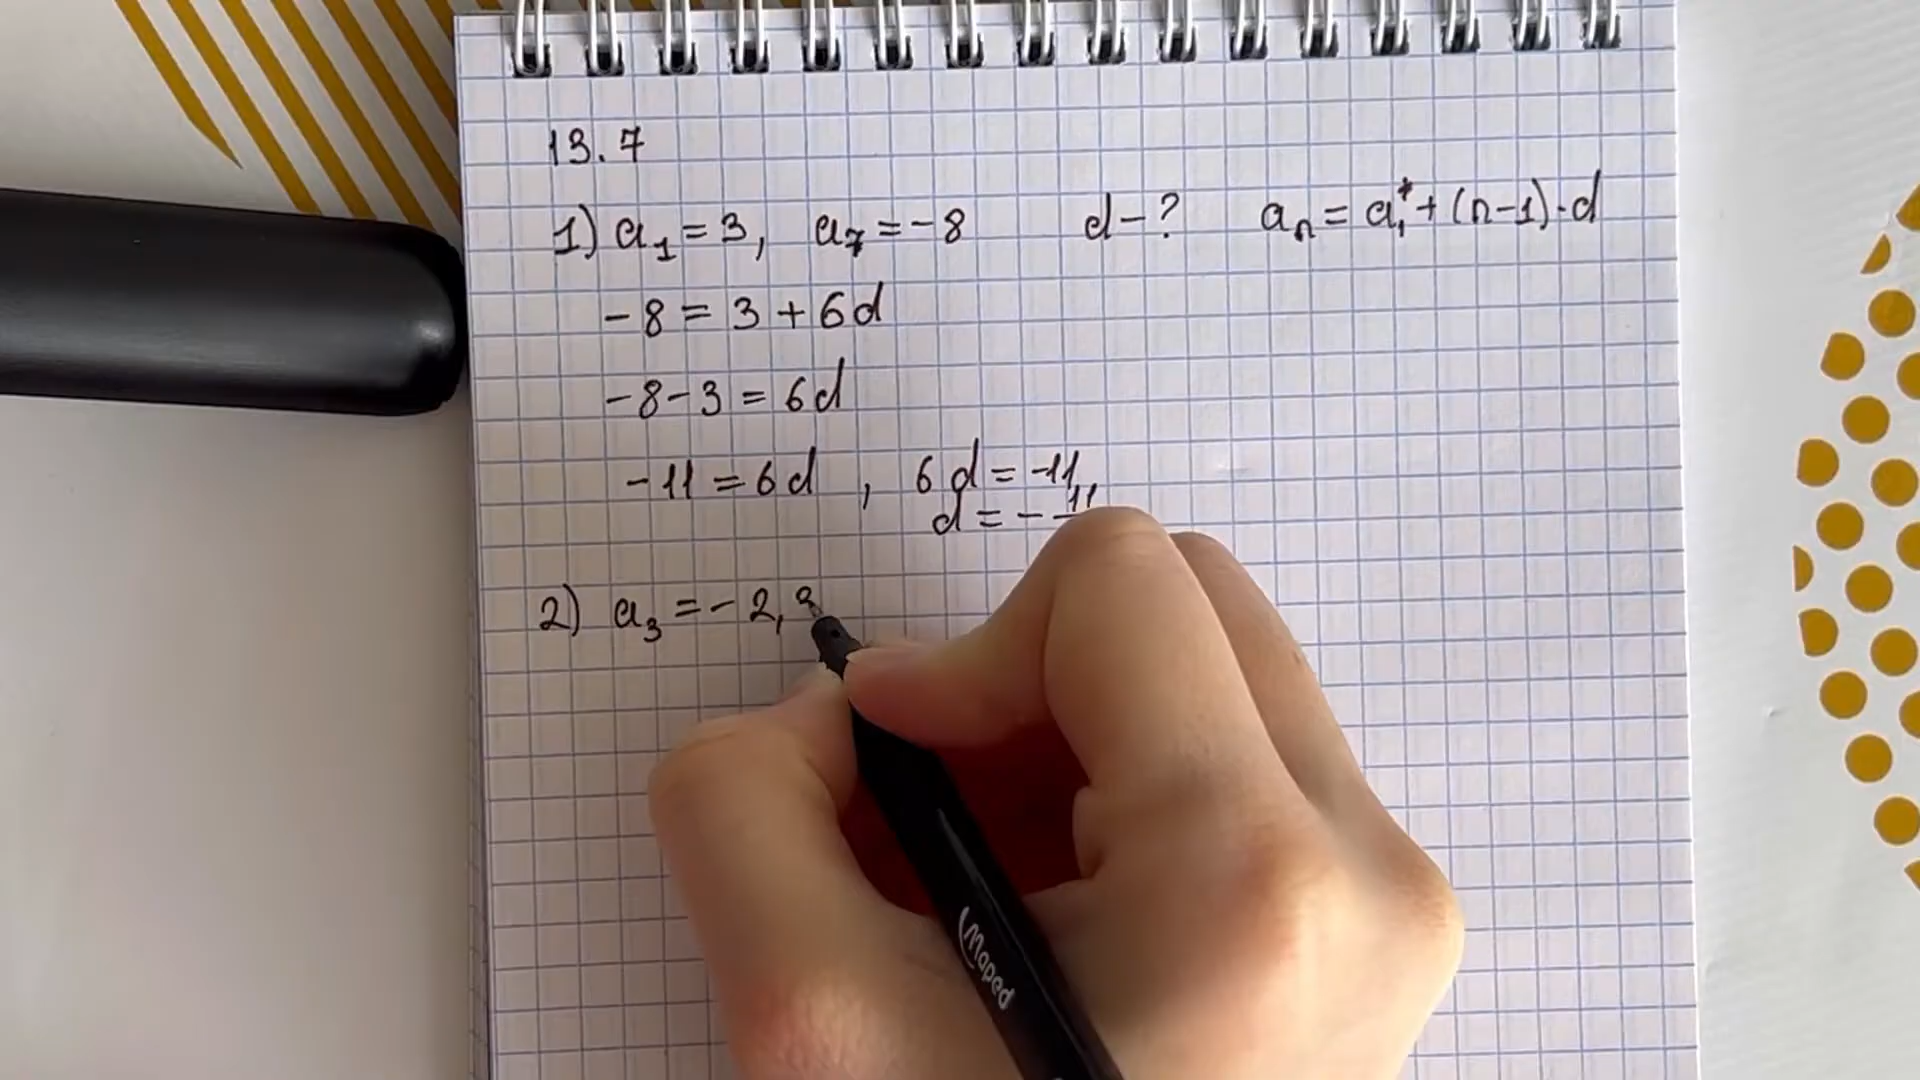 13.7
1) a₁ = 3, a₇ = -8 d - ? aₙ = a₁* + (n-1)·d
-8 = 3 + 6d
-8-3 = 6d
-11 = 6d , 6d = -11
d = - 11
2) a₃ = - 2,
Maped